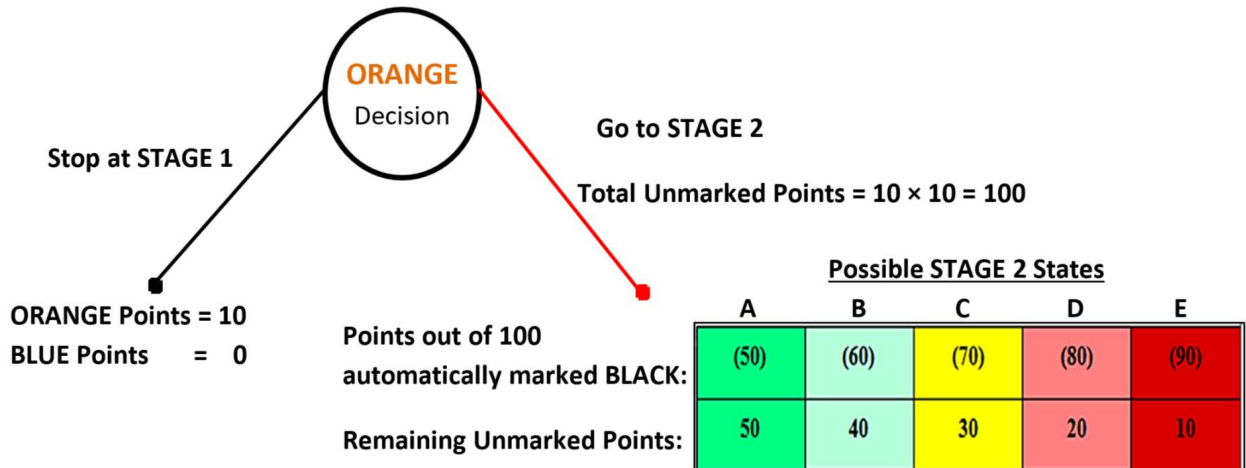 ORANGE
Decision
Stop at STAGE 1
Go to STAGE 2
Total Unmarked Points = 10 × 10 = 100
ORANGE Points = 10
BLUE Points = 0
Possible STAGE 2 States
A B C D E
Points out of 100
automatically marked BLACK: (50) (60) (70) (80) (90)
Remaining Unmarked Points: 50 40 30 20 10